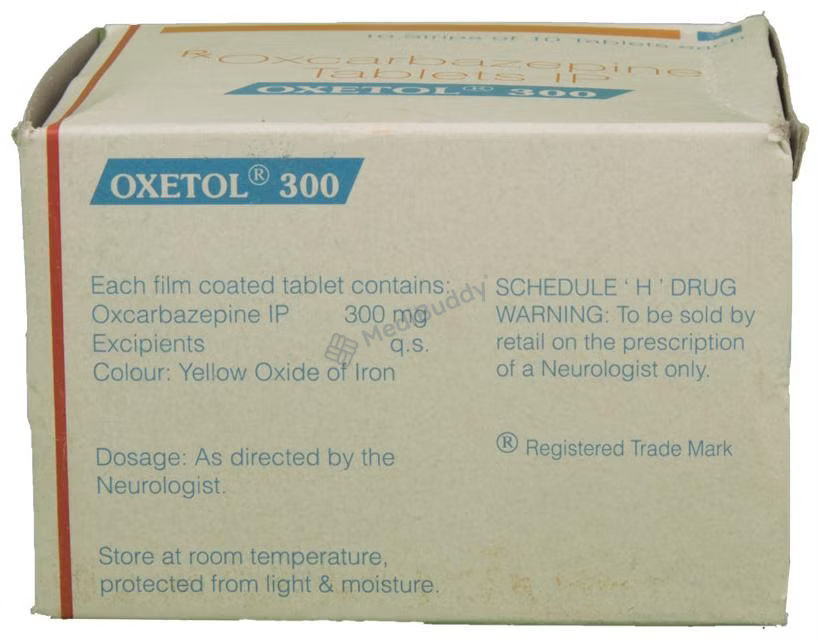 10 Strips of 10 Tablets each
Rx Oxcarbazepine
Tablets IP
OXETOL® 300
OXETOL® 300
Each film coated tablet contains:
Oxcarbazepine IP 300 mg
Excipients q.s.
Colour: Yellow Oxide of Iron
Dosage: As directed by the
Neurologist.
Store at room temperature,
protected from light & moisture.
SCHEDULE ' H ' DRUG
WARNING: To be sold by
retail on the prescription
of a Neurologist only.
® Registered Trade Mark
MediBuddy